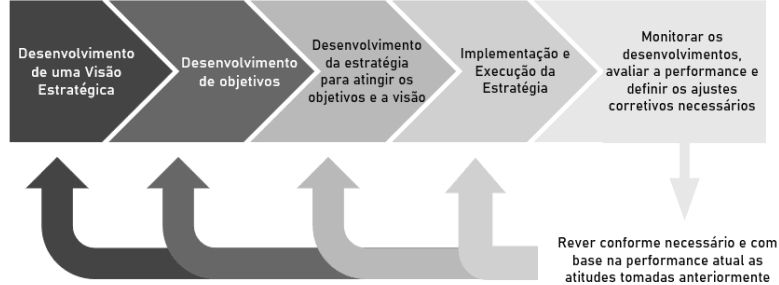 Desenvolvimento
de uma Visão
Estratégica
Desenvolvimento
de objetivos
Desenvolvimento
da estratégia
para atingir os
objetivos e a visão
Implementação e
Execução da
Estratégia
Monitorar os
desenvolvimentos,
avaliar a performance e
definir os ajustes
corretivos necessários
Rever conforme necessário e com
base na performance atual as
atitudes tomadas anteriormente